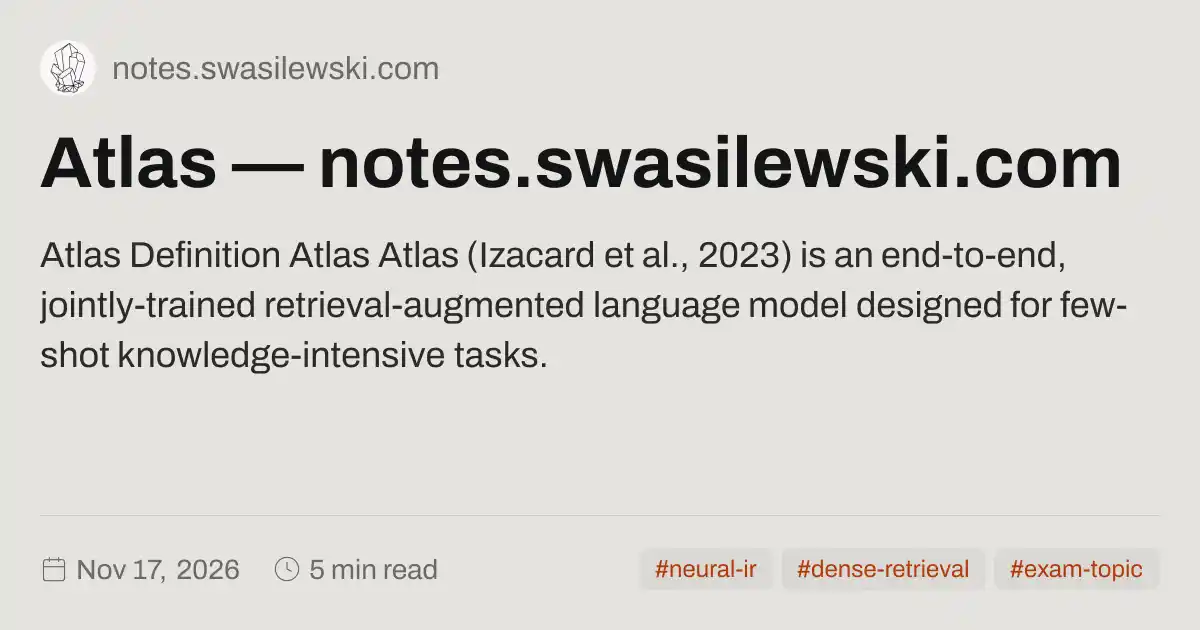 notes.swasilewski.com
Atlas — notes.swasilewski.com
Atlas Definition Atlas Atlas (Izacard et al., 2023) is an end-to-end,
jointly-trained retrieval-augmented language model designed for few-
shot knowledge-intensive tasks.
Nov 17, 2026 5 min read #neural-ir #dense-retrieval #exam-topic